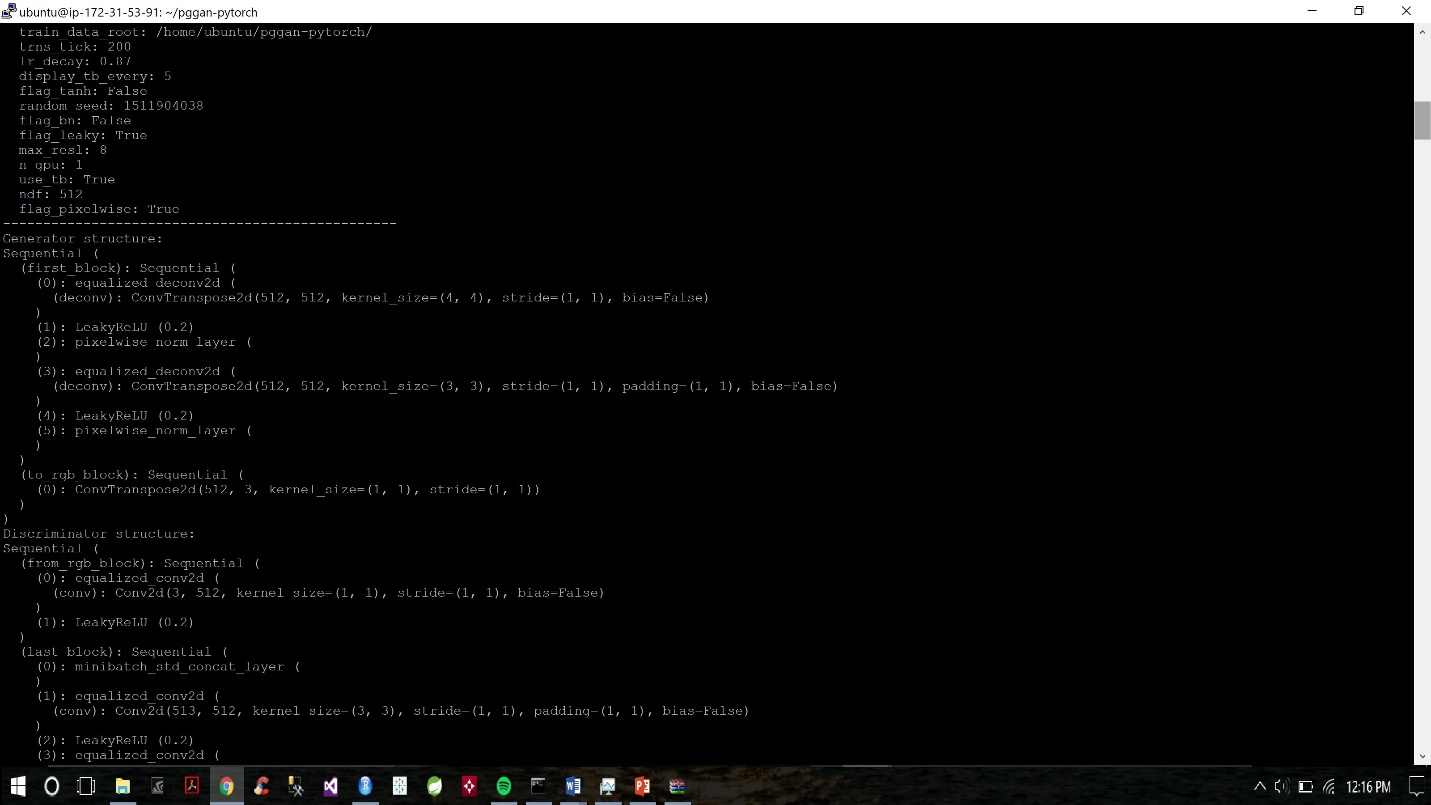 ubuntu@ip-172-31-53-91: ~/pggan-pytorch
  train_data_root: /home/ubuntu/pggan-pytorch/
  trns_tick: 200
  lr_decay: 0.87
  display_tb_every: 5
  flag_tanh: False
  random_seed: 1511904038
  flag_bn: False
  flag_leaky: True
  max_resl: 8
  n_gpu: 1
  use_tb: True
  ndf: 512
  flag_pixelwise: True
-------------------------------------------------
Generator structure:
Sequential (
  (first_block): Sequential (
    (0): equalized_deconv2d (
      (deconv): ConvTranspose2d(512, 512, kernel_size=(4, 4), stride=(1, 1), bias=False)
    )
    (1): LeakyReLU (0.2)
    (2): pixelwise_norm_layer (
    )
    (3): equalized_deconv2d (
      (deconv): ConvTranspose2d(512, 512, kernel_size=(3, 3), stride=(1, 1), padding=(1, 1), bias=False)
    )
    (4): LeakyReLU (0.2)
    (5): pixelwise_norm_layer (
    )
  )
  (to_rgb_block): Sequential (
    (0): ConvTranspose2d(512, 3, kernel_size=(1, 1), stride=(1, 1))
  )
)
Discriminator structure:
Sequential (
  (from_rgb_block): Sequential (
    (0): equalized_conv2d (
      (conv): Conv2d(3, 512, kernel_size=(1, 1), stride=(1, 1), bias=False)
    )
    (1): LeakyReLU (0.2)
  )
  (last_block): Sequential (
    (0): minibatch_std_concat_layer (
    )
    (1): equalized_conv2d (
      (conv): Conv2d(513, 512, kernel_size=(3, 3), stride=(1, 1), padding=(1, 1), bias=False)
    )
    (2): LeakyReLU (0.2)
    (3): equalized_conv2d (
12:16 PM